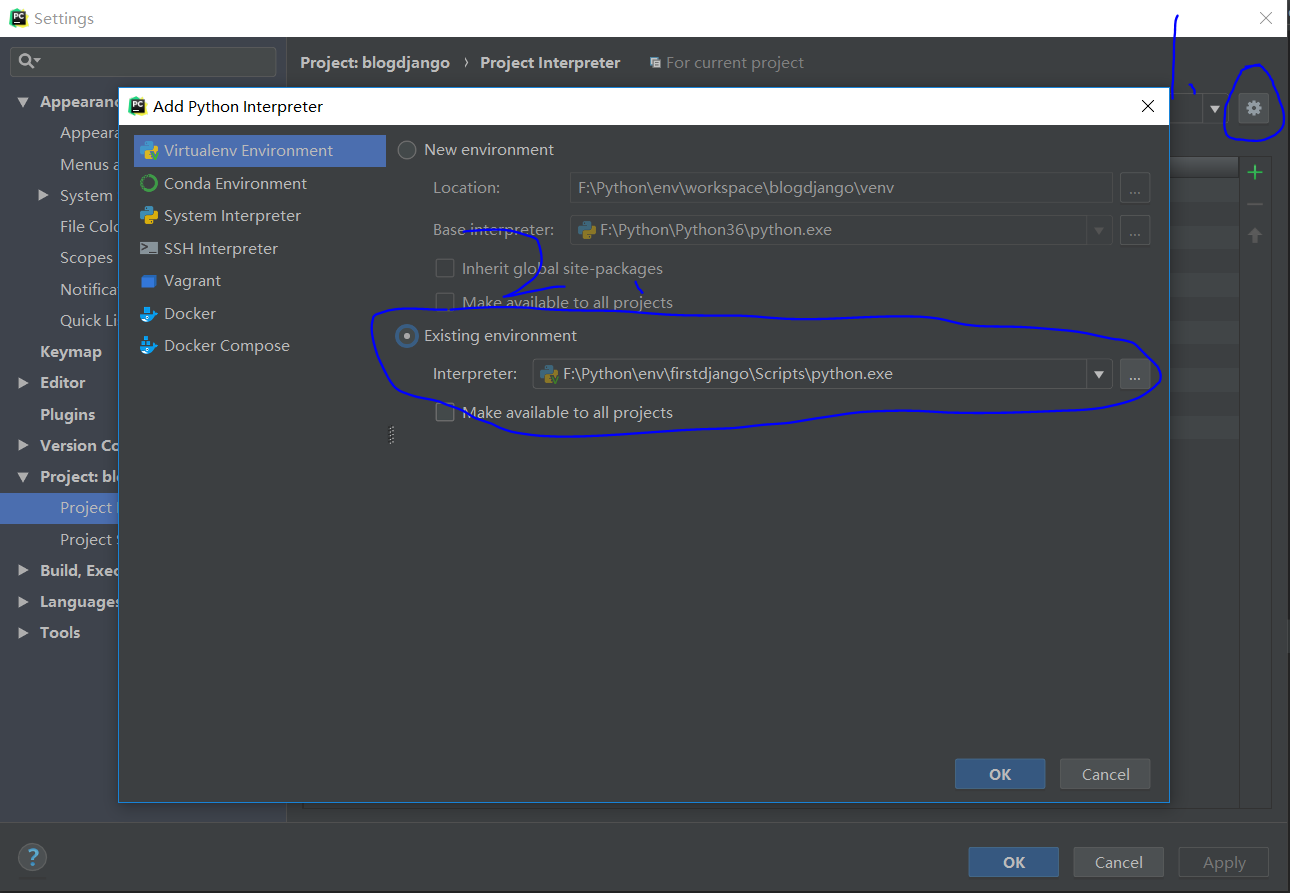 Settings
Project: blogdjango › Project Interpreter For current project
Appearanc
Appeara
Menus a
System
File Colo
Scopes
Notifica
Quick Li
Keymap
Editor
Plugins
Version Co
Project: blo
Project I
Project S
Build, Exec
Languages
Tools
Add Python Interpreter
Virtualenv Environment
Conda Environment
System Interpreter
SSH Interpreter
Vagrant
Docker
Docker Compose
New environment
Location: F:\Python\env\workspace\blogdjango\venv ...
Base interpreter: F:\Python\Python36\python.exe ...
Inherit global site-packages
Make available to all projects
Existing environment
Interpreter: F:\Python\env\firstdjango\Scripts\python.exe ...
Make available to all projects
1、
2、
OK Cancel
? OK Cancel Apply